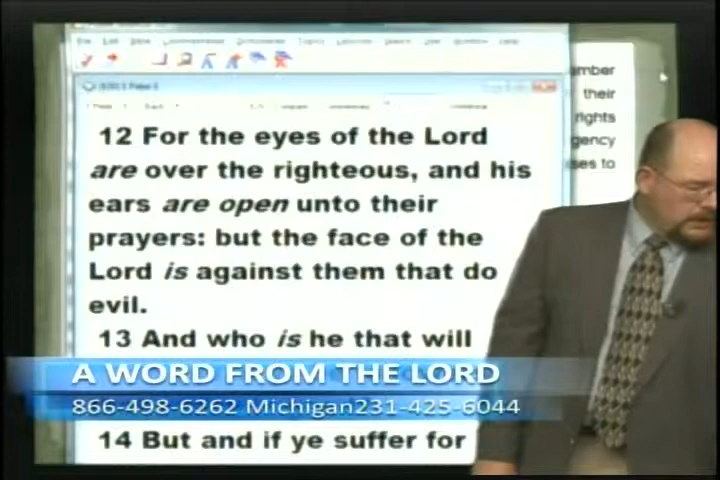 12 For the eyes of the Lord
are over the righteous, and his
ears are open unto their
prayers: but the face of the
Lord is against them that do
evil.
13 And who is he that will
14 But and if ye suffer for
mber
their
rights
gency
ses to
A WORD FROM THE LORD
866-498-6262 Michigan231-425-6044